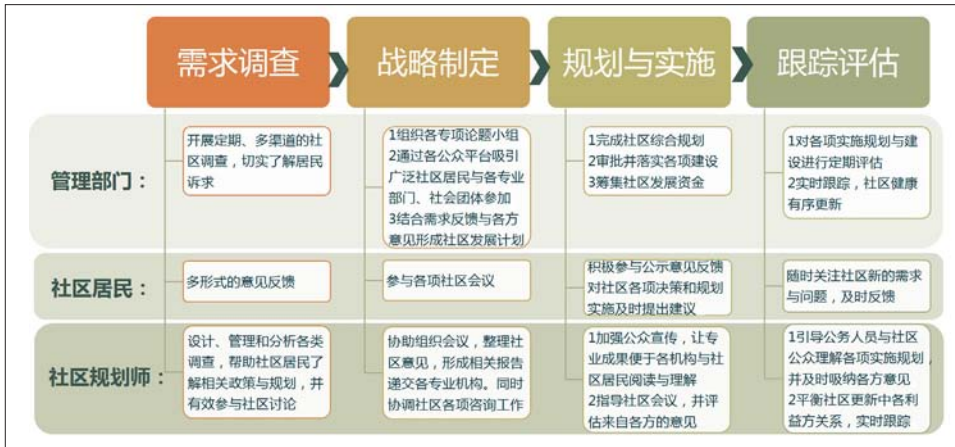 需求调查
战略制定
规划与实施
跟踪评估
管理部门：
开展定期、多渠道的社
区调查，切实了解居民
诉求
1组织各专项论题小组
2通过各公众平台吸引
广泛社区居民与各专业
部门、社会团体参加
3结合需求反馈与各方
意见形成社区发展计划
1完成社区综合规划
2审批并落实各项建设
3筹集社区发展资金
1对各项实施规划与建
设进行定期评估
2实时跟踪，社区健康
有序更新
社区居民：
多形式的意见反馈
参与各项社区会议
积极参与公示意见反馈
对社区各项决策和规划
实施及时提出建议
随时关注社区新的需求
与问题，及时反馈
社区规划师：
设计、管理和分析各类
调查，帮助社区居民了
解相关政策与规划，并
有效参与社区讨论
协助组织会议，整理社
区意见，形成相关报告
递交各专业机构。同时
协调社区各项咨询工作
1加强公众宣传，让专
业成果便于各机构与社
区居民阅读与理解
2指导社区会议，并评
估来自各方的意见
1引导公务人员与社区
公众理解各项实施规划，
并及时吸纳各方意见
2平衡社区更新中各利
益方关系，实时跟踪